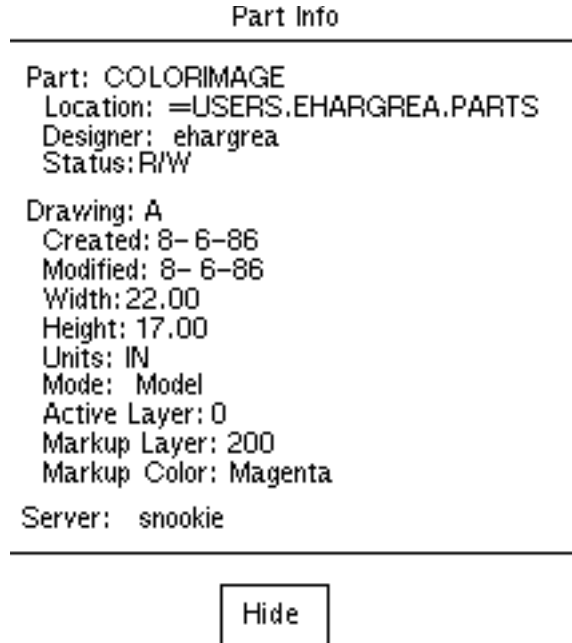 Part Info
Part: COLORIMAGE
Location: =USERS.EHARGREA.PARTS
Designer: ehargrea
Status:R/W
Drawing: A
Created: 8- 6-86
Modified: 8- 6-86
Width: 22.00
Height: 17.00
Units: IN
Mode: Model
Active Layer: 0
Markup Layer: 200
Markup Color: Magenta
Server: snookie
Hide